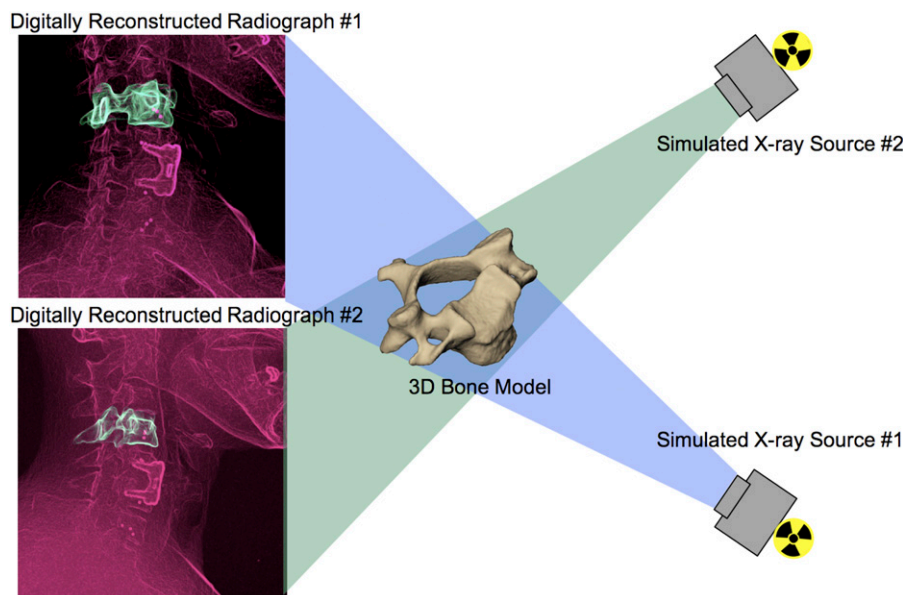 Digitally Reconstructed Radiograph #1
Simulated X-ray Source #2
Digitally Reconstructed Radiograph #2
3D Bone Model
Simulated X-ray Source #1